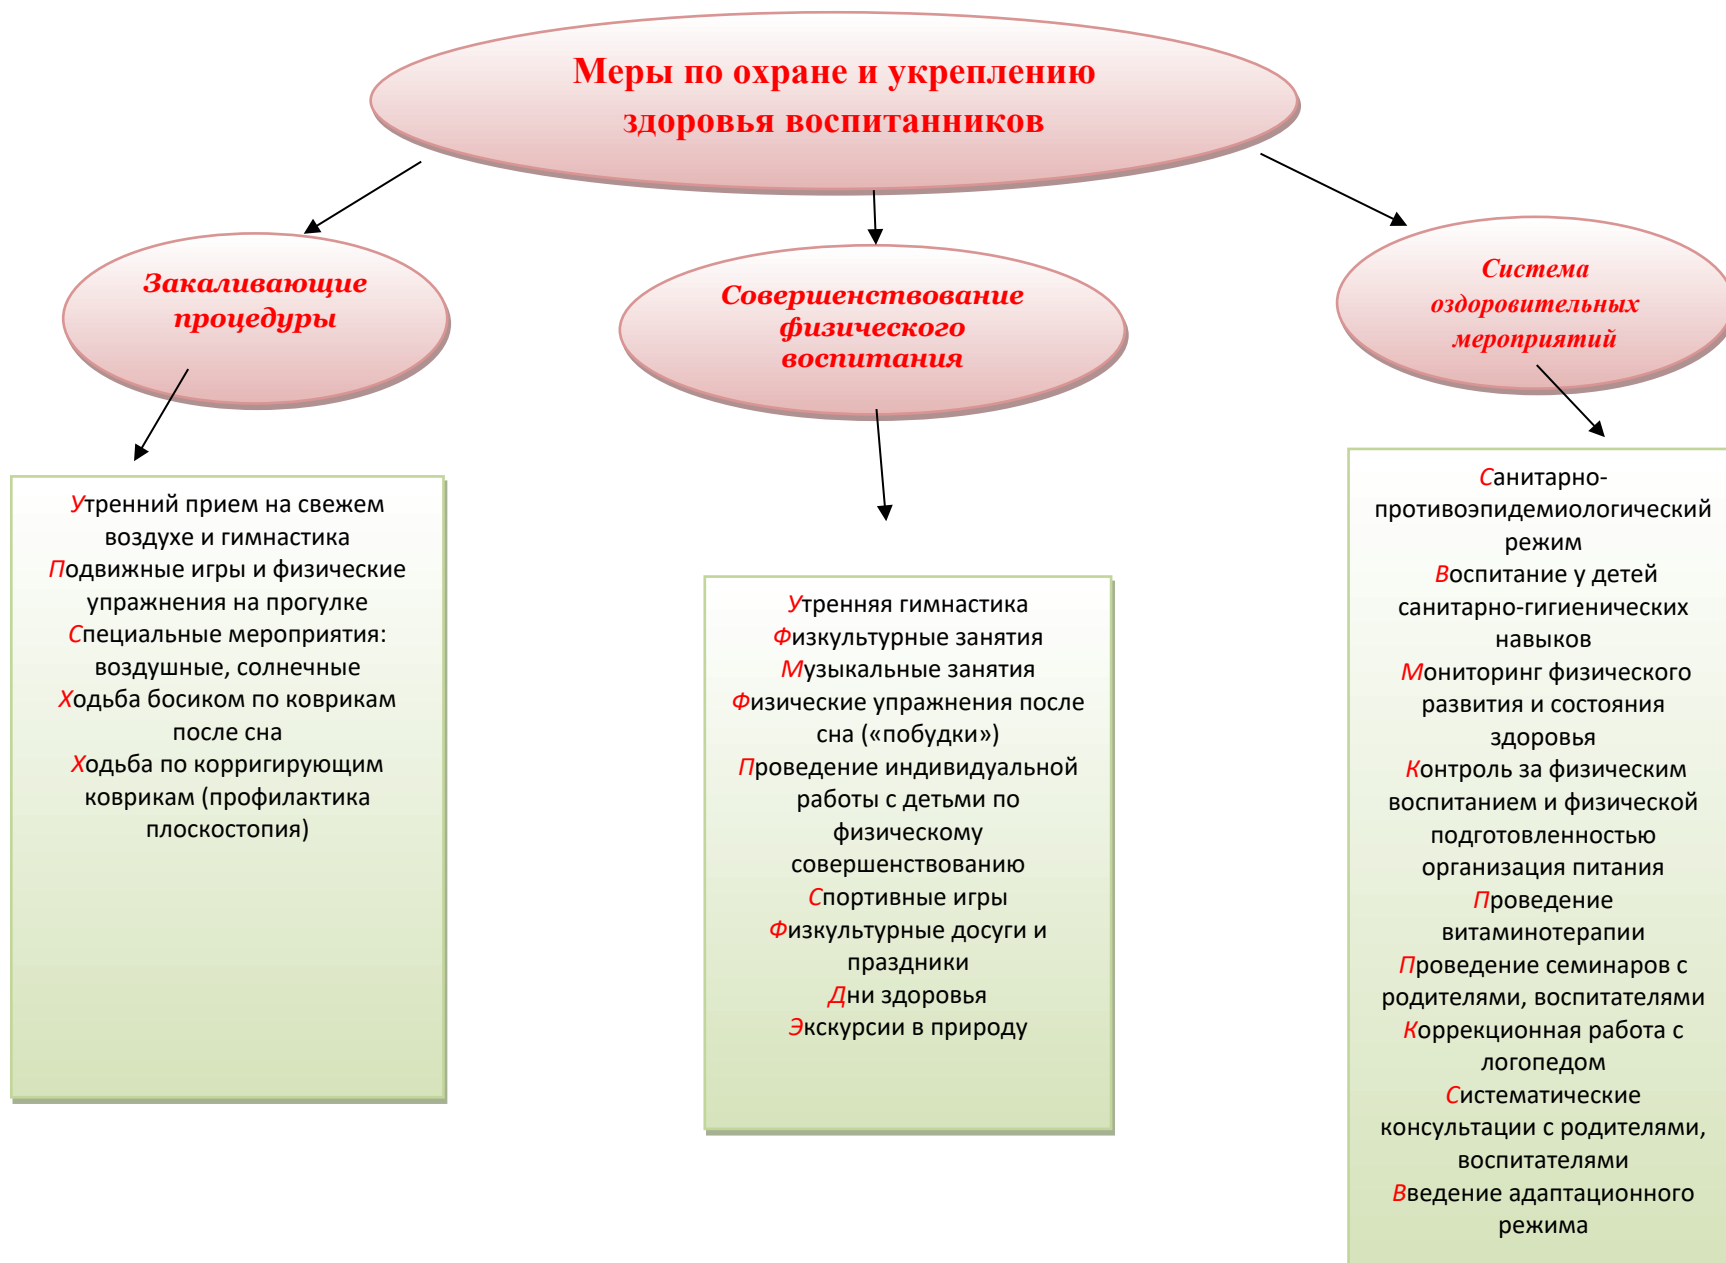 Меры по охране и укреплению
здоровья воспитанников
Закаливающие
процедуры
Совершенствование
физического
воспитания
Система
оздоровительных
мероприятий
Утренний прием на свежем
воздухе и гимнастика
Подвижные игры и физические
упражнения на прогулке
Специальные мероприятия:
воздушные, солнечные
Ходьба босиком по коврикам
после сна
Ходьба по корригирующим
коврикам (профилактика
плоскостопия)
Утренняя гимнастика
Физкультурные занятия
Музыкальные занятия
Физические упражнения после
сна («побудки»)
Проведение индивидуальной
работы с детьми по
физическому
совершенствованию
Спортивные игры
Физкультурные досуги и
праздники
Дни здоровья
Экскурсии в природу
Санитарно-
противоэпидемиологический
режим
Воспитание у детей
санитарно-гигиенических
навыков
Мониторинг физического
развития и состояния
здоровья
Контроль за физическим
воспитанием и физической
подготовленностью
организация питания
Проведение
витаминотерапии
Проведение семинаров с
родителями, воспитателями
Коррекционная работа с
логопедом
Систематические
консультации с родителями,
воспитателями
Введение адаптационного
режима